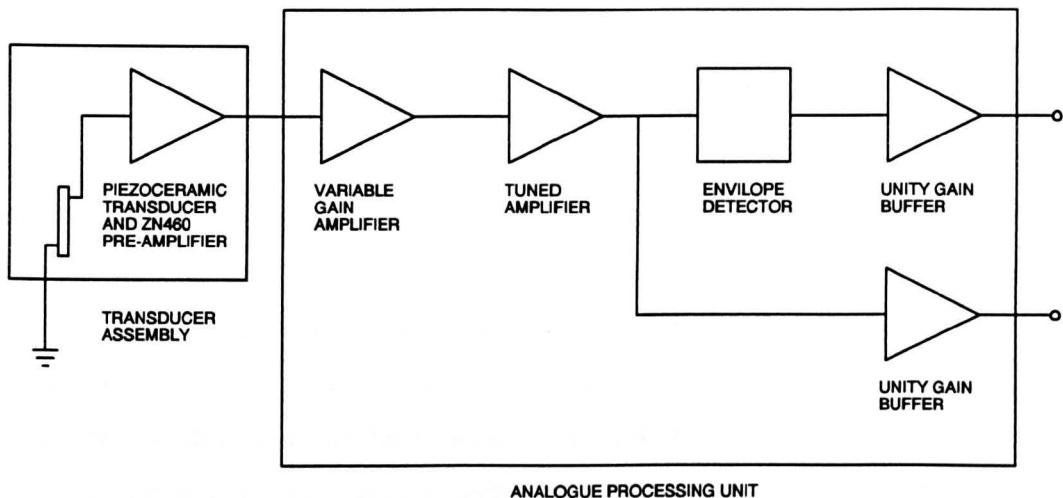 PIEZOCERAMIC
TRANSDUCER
AND ZN460
PRE-AMPLIFIER
TRANSDUCER
ASSEMBLY
VARIABLE
GAIN
AMPLIFIER
TUNED
AMPLIFIER
ENVILOPE
DETECTOR
UNITY GAIN
BUFFER
UNITY GAIN
BUFFER
ANALOGUE PROCESSING UNIT